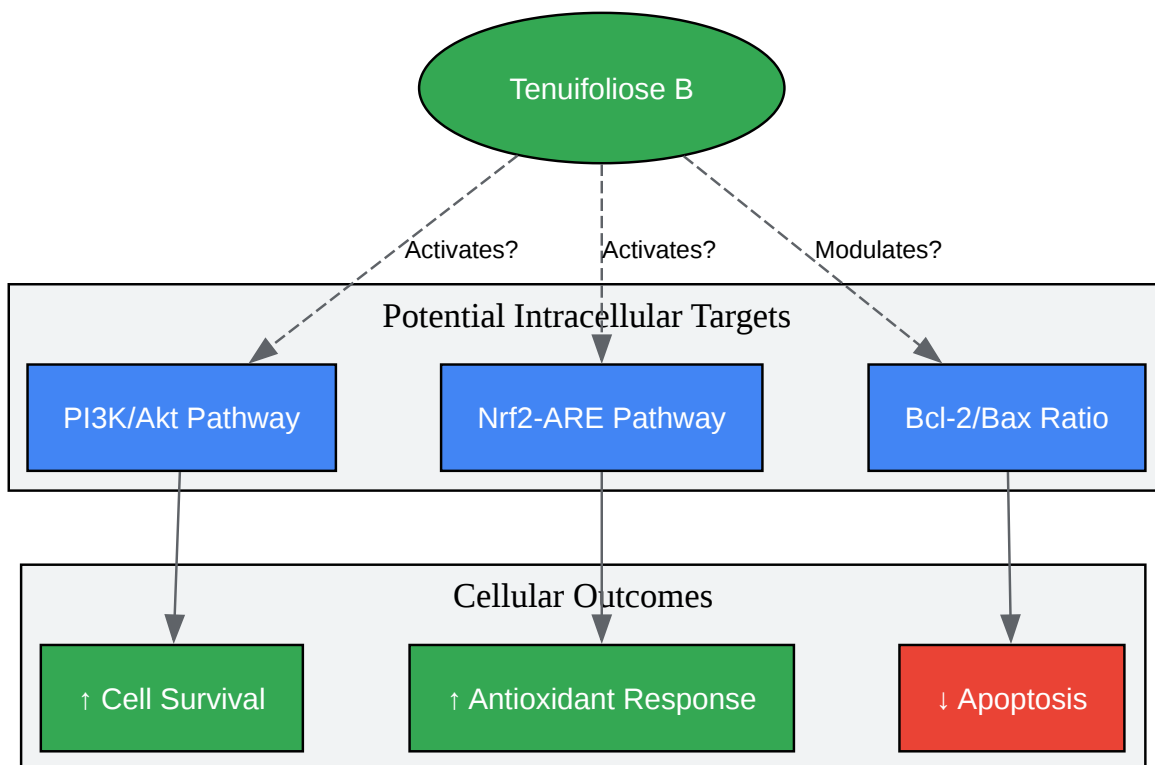 Tenuifoliose B
Activates?
Activates?
Modulates?
Potential Intracellular Targets
PI3K/Akt Pathway
Nrf2-ARE Pathway
Bcl-2/Bax Ratio
Cellular Outcomes
↑ Cell Survival
↑ Antioxidant Response
↓ Apoptosis